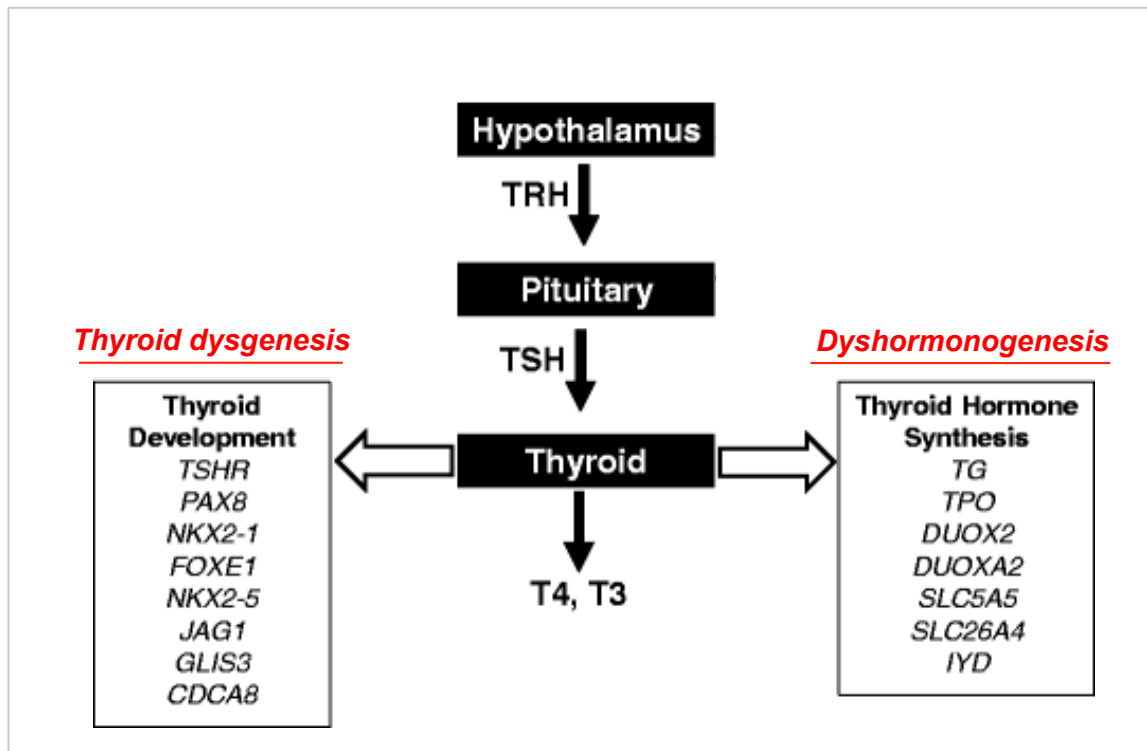 Hypothalamus
TRH
Pituitary
Thyroid dysgenesis
Dyshormonogenesis
TSH
Thyroid
Development
TSHR
PAX8
NKX2-1
FOXE1
NKX2-5
JAG1
GLIS3
CDCA8
Thyroid
T4, T3
Thyroid Hormone
Synthesis
TG
TPO
DUOX2
DUOXA2
SLC5A5
SLC26A4
IYD